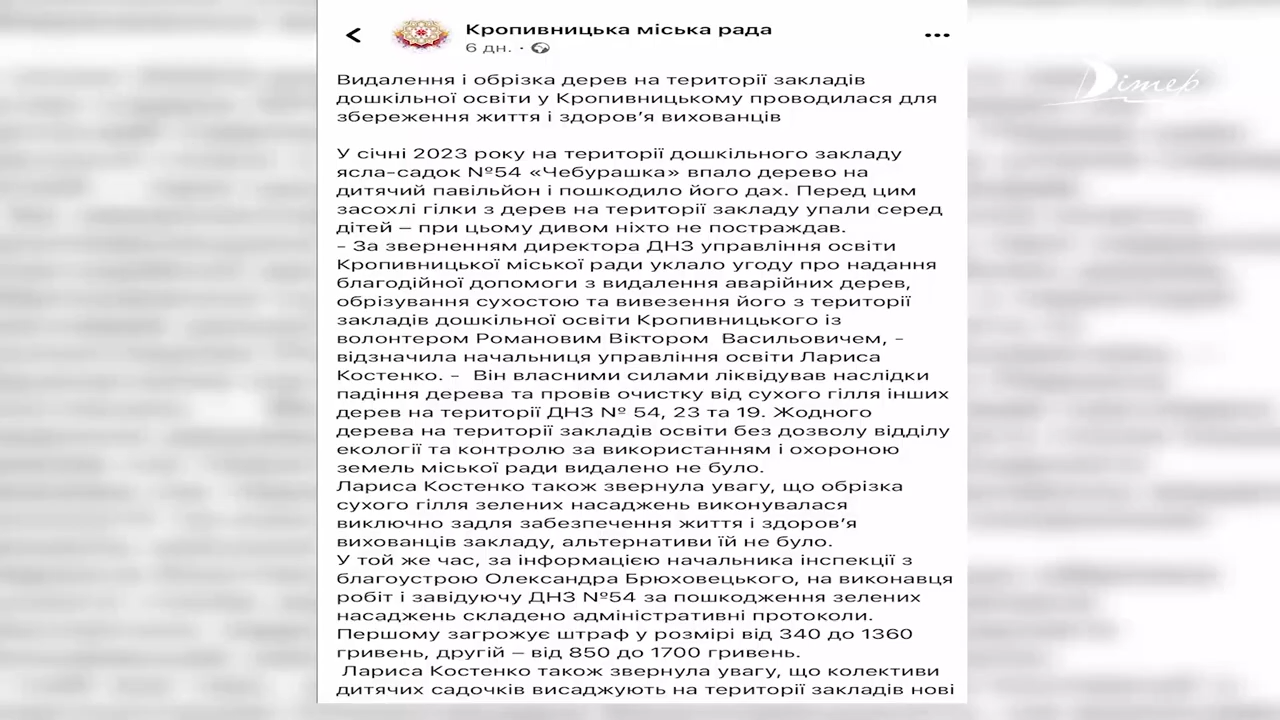 Кропивницька міська рада
6 дн. ·
Дітер
Видалення і обрізка дерев на території закладів
дошкільної освіти у Кропивницькому проводилася для
збереження життя і здоров’я вихованців
У січні 2023 року на території дошкільного закладу
ясла-садок №54 «Чебурашка» впало дерево на
дитячий павільйон і пошкодило його дах. Перед цим
засохлі гілки з дерев на території закладу упали серед
дітей – при цьому дивом ніхто не постраждав.
- За зверненням директора ДНЗ управління освіти
Кропивницької міської ради уклало угоду про надання
благодійної допомоги з видалення аварійних дерев,
обрізування сухостою та вивезення його з території
закладів дошкільної освіти Кропивницького із
волонтером Романовим Віктором Васильовичем, -
відзначила начальниця управління освіти Лариса
Костенко. - Він власними силами ліквідував наслідки
падіння дерева та провів очистку від сухого гілля інших
дерев на території ДНЗ № 54, 23 та 19. Жодного
дерева на території закладів освіти без дозволу відділу
екології та контролю за використанням і охороною
земель міської ради видалено не було.
Лариса Костенко також звернула увагу, що обрізка
сухого гілля зелених насаджень виконувалася
виключно задля забезпечення життя і здоров’я
вихованців закладу, альтернативи їй не було.
У той же час, за інформацією начальника інспекції з
благоустрою Олександра Брюховецького, на виконавця
робіт і завідуючу ДНЗ №54 за пошкодження зелених
насаджень складено адміністративні протоколи.
Першому загрожує штраф у розмірі від 340 до 1360
гривень, другій – від 850 до 1700 гривень.
Лариса Костенко також звернула увагу, що колективи
дитячих садочків висаджують на території закладів нові